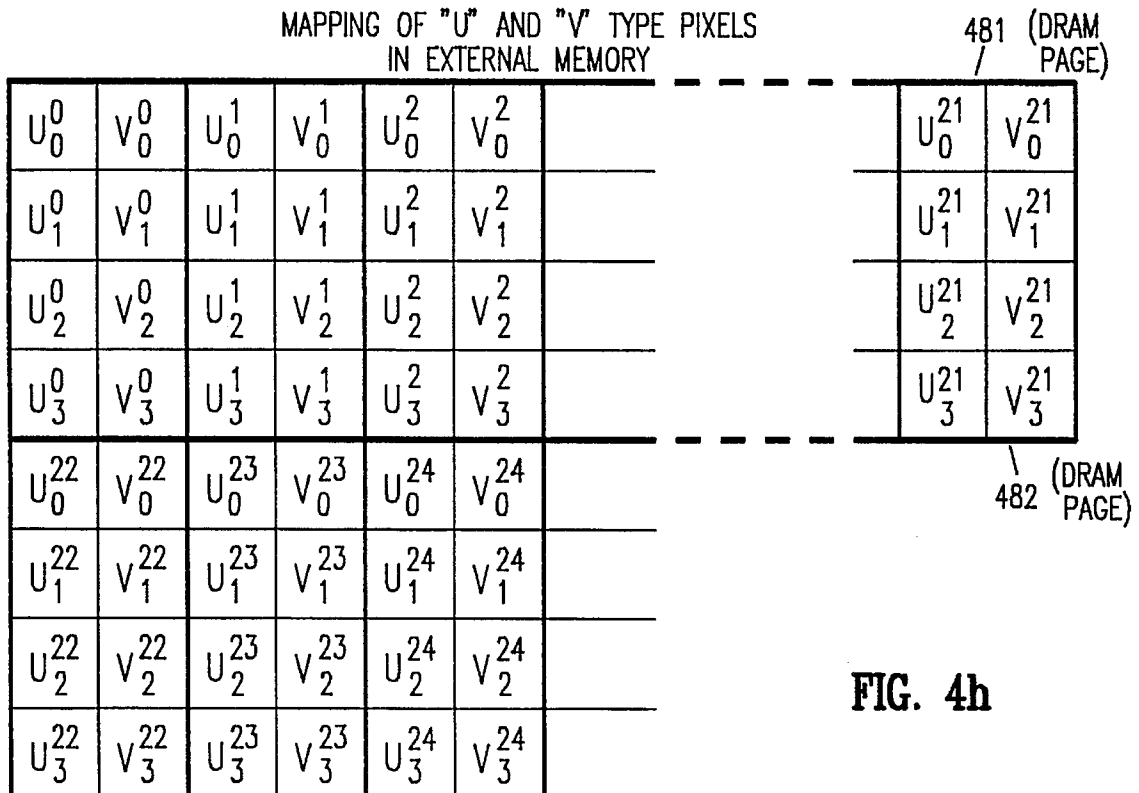 MAPPING OF "U" AND "V" TYPE PIXELS
IN EXTERNAL MEMORY
481 (DRAM
PAGE)
U₀⁰ V₀⁰ U₀¹ V₀¹ U₀² V₀² U₀²¹ V₀²¹
U₁⁰ V₁⁰ U₁¹ V₁¹ U₁² V₁² U₁²¹ V₁²¹
U₂⁰ V₂⁰ U₂¹ V₂¹ U₂² V₂² U₂²¹ V₂²¹
U₃⁰ V₃⁰ U₃¹ V₃¹ U₃² V₃² U₃²¹ V₃²¹
U₀²² V₀²² U₀²³ V₀²³ U₀²⁴ V₀²⁴
482 (DRAM
PAGE)
U₁²² V₁²² U₁²³ V₁²³ U₁²⁴ V₁²⁴
U₂²² V₂²² U₂²³ V₂²³ U₂²⁴ V₂²⁴
FIG. 4h
U₃²² V₃²² U₃²³ V₃²³ U₃²⁴ V₃²⁴